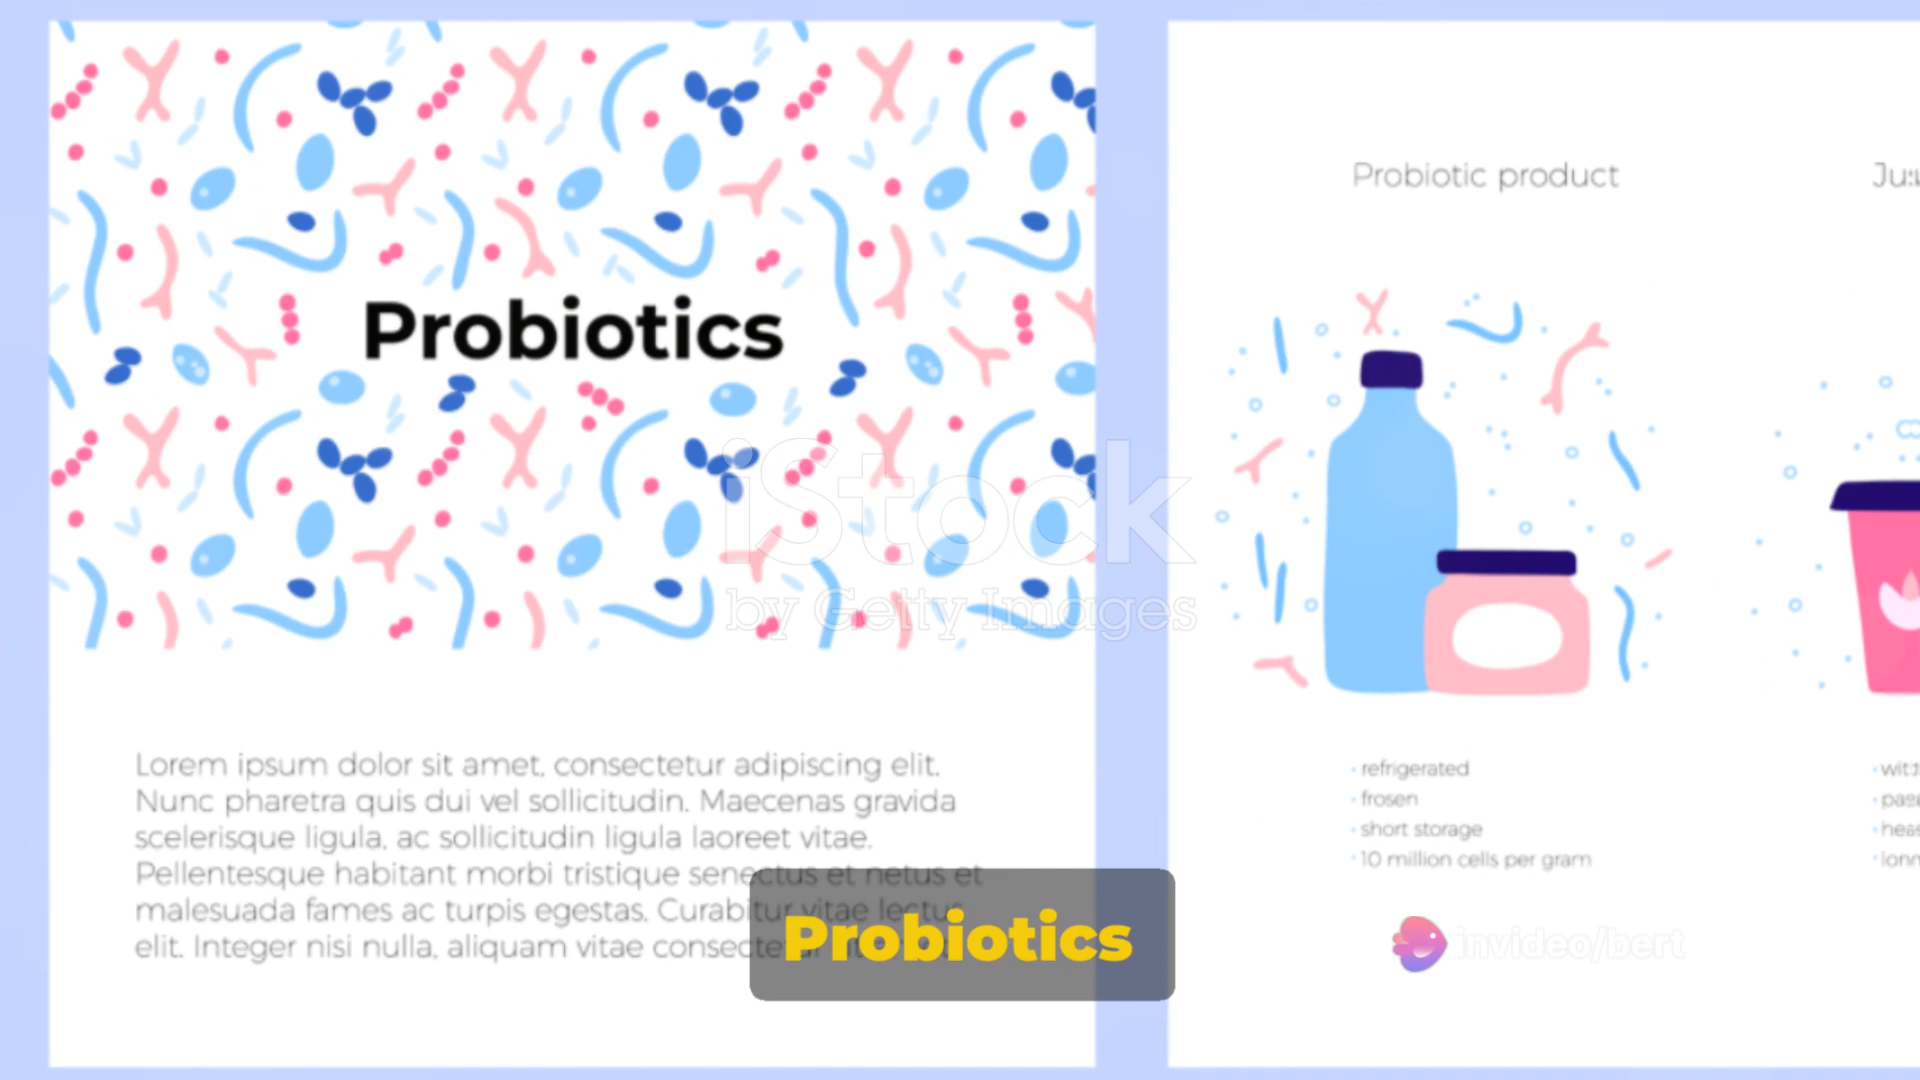 Probiotics
Probiotic product
iStock
by Getty Images
Lorem ipsum dolor sit amet, consectetur adipiscing elit.
Nunc pharetra quis dui vel sollicitudin. Maecenas gravida
scelerisque ligula, ac sollicitudin ligula laoreet vitae.
Pellentesque habitant morbi tristique senectus et netus et
malesuada fames ac turpis egestas. Curabitur vitae lectus
elit. Integer nisi nulla, aliquam vitae
Probiotics
• refrigerated
• frosen
• short storage
• 10 million cells per gram
invideo/bert